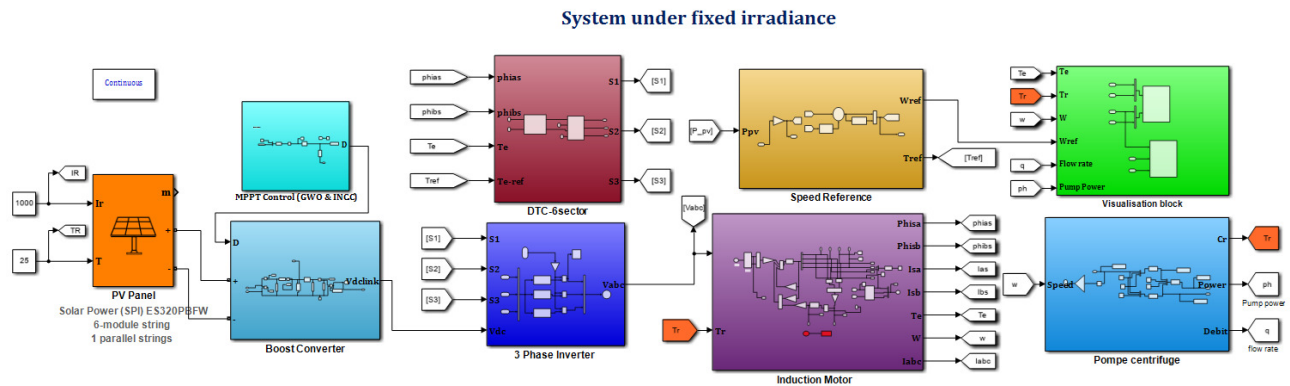 System under fixed irradiance
Continuous
1000
25
IR
TR
Ir
T
m
+
-
PV Panel
Solar Power (SPI) ES320PBFW
6-module string
1 parallel strings
D
MPPT Control (GWO & INCC)
D
+
-
Vdclink
Boost Converter
phias
phibs
Te
Tref
phias
phibs
Te
Te-ref
S1
S2
S3
[S1]
[S2]
[S3]
DTC-6sector
[S1]
[S2]
[S3]
S1
S2
S3
Vdc
Vabc
3 Phase Inverter
[Vabc]
[P_pv]
Ppv
Wref
Tref
[Tref]
Speed Reference
Tr
Tr
Phisa
Phisb
Isa
Isb
Te
W
Iabc
phias
phibs
Ias
Ibs
Te
w
Iabc
Induction Motor
Te
Tr
w
q
ph
Te
Tr
W
Wref
Flow rate
Pump Power
Visualisation block
w
Speed
Cr
Power
Debit
Tr
ph
Pump power
q
flow rate
Pompe centrifuge